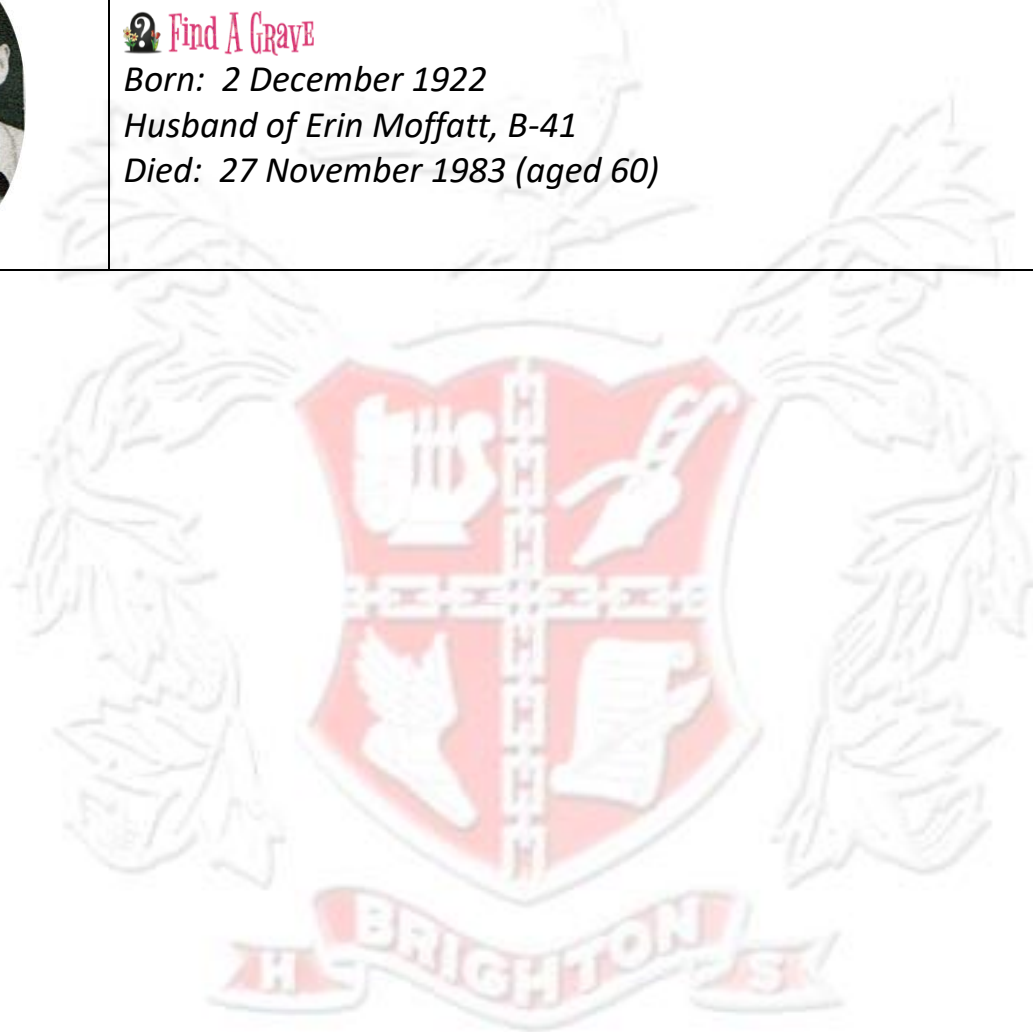 Find A Grave
Born:  2 December 1922
Husband of Erin Moffatt, B-41
Died:  27 November 1983 (aged 60)
BRIGHTON
H S